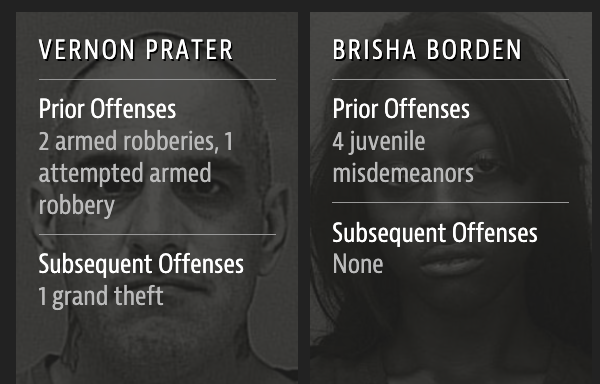 VERNON PRATER
Prior Offenses
2 armed robberies, 1
attempted armed
robbery
Subsequent Offenses
1 grand theft
BRISHA BORDEN
Prior Offenses
4 juvenile
misdemeanors
Subsequent Offenses
None